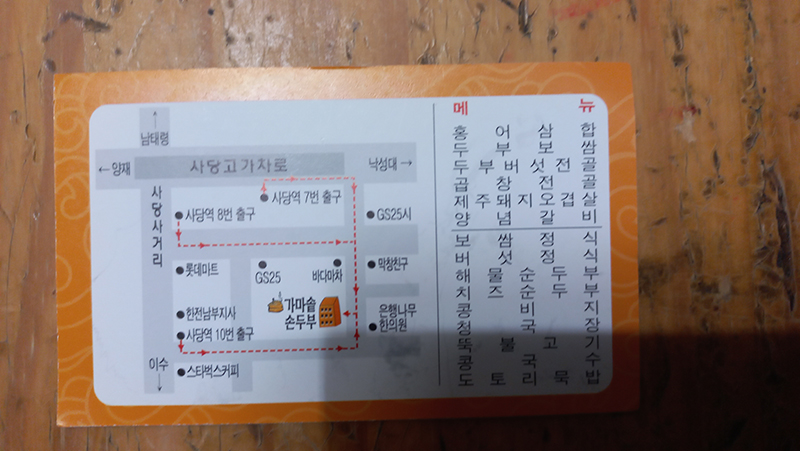 남태령
← 양재
사당고가차로
낙성대 →
사당사거리
사당역 7번 출구
사당역 8번 출구
GS25시
롯데마트
GS25
바다마차
막창친구
가마솥
손두부
한전남부지사
은행나무
한의원
사당역 10번 출구
이수
스타벅스커피
메뉴
홍어삼합
두부보쌈
두부버섯전골
곱창전골
제주돼지오겹살
양념갈비
보쌈정식
버섯정식
해물순두부
치즈순두부
콩비지
청국장
뚝불고기
콩국수
도토리묵밥